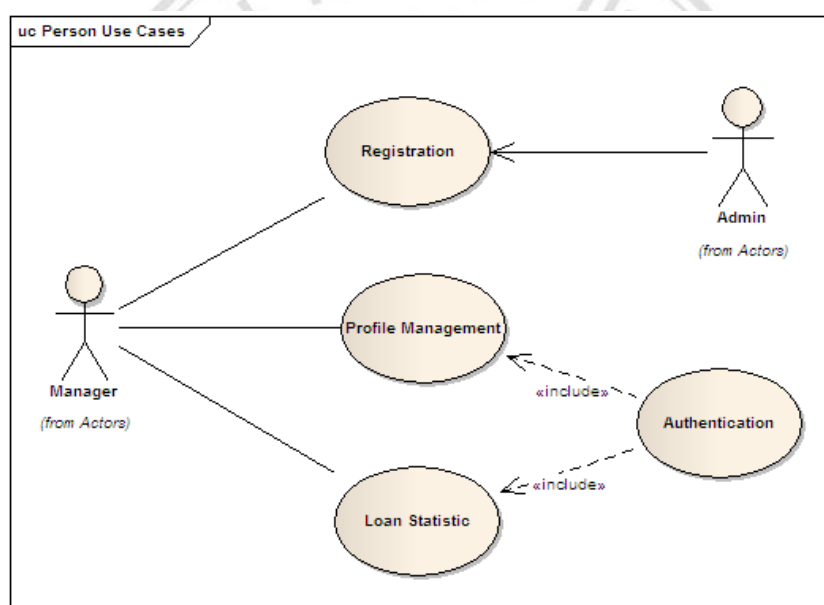 uc Person Use Cases
Registration
Admin
(from Actors)
Manager
(from Actors)
Profile Management
«include»
Authentication
«include»
Loan Statistic